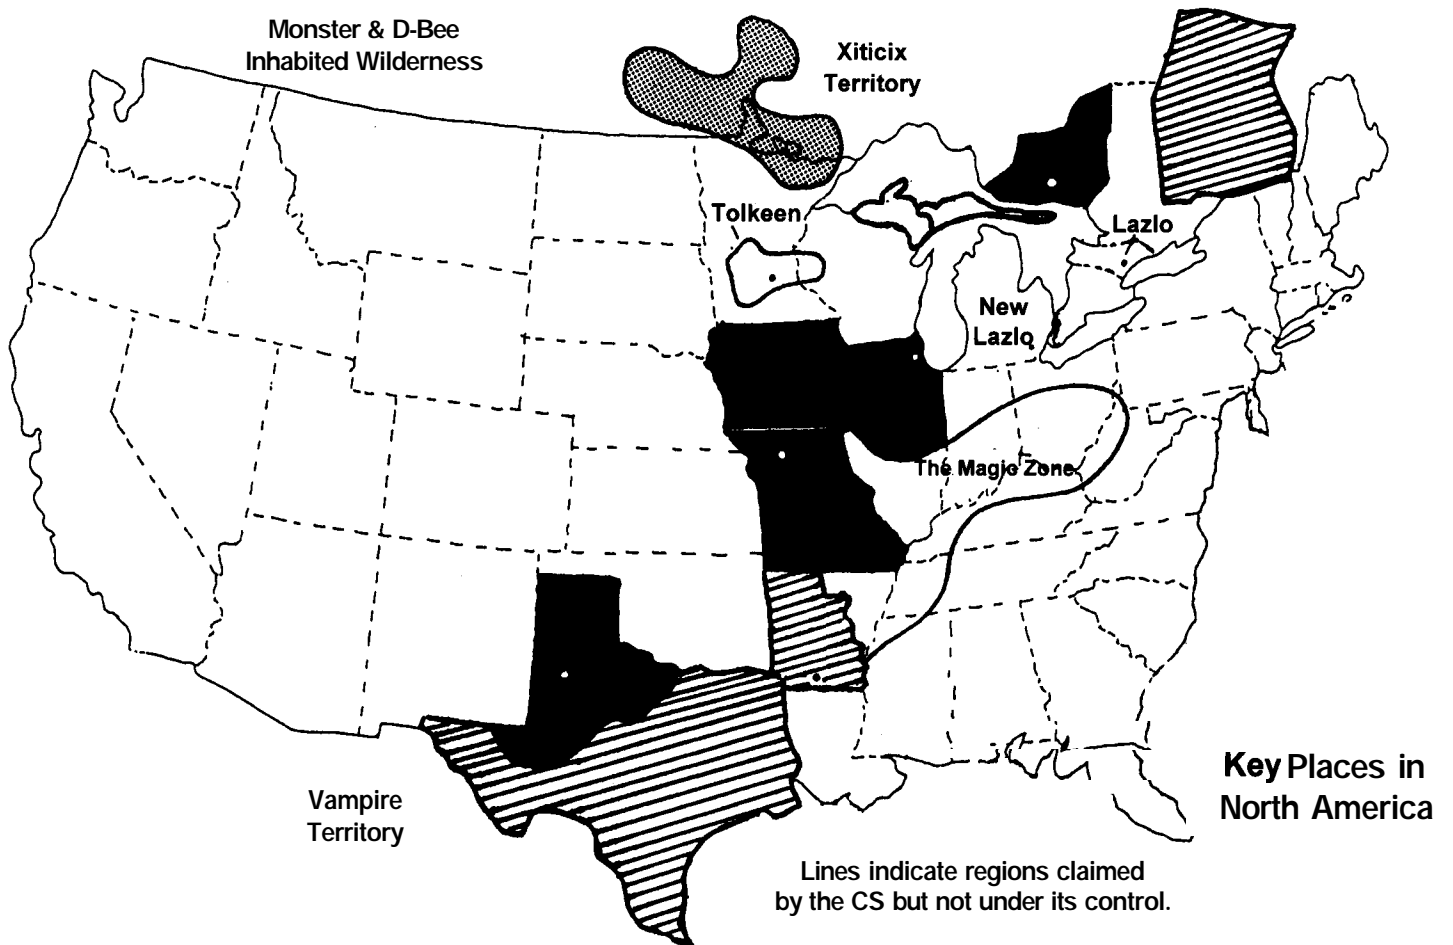 Monster & D-Bee
Inhabited Wilderness
Xiticix
Territory
Tolkeen
Lazlo
New
Lazlo
The Magic Zone
Vampire
Territory
Key Places in
North America
Lines indicate regions claimed
by the CS but not under its control.